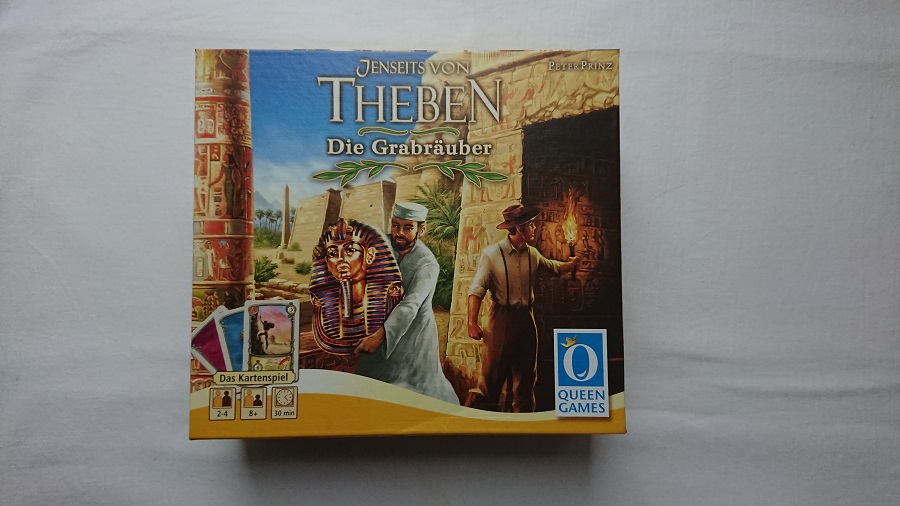 JENSEITS VON
PETER PRINZ
THEBEN
Die Grabräuber
Das Kartenspiel
2-4
8+
30 min
QUEEN
GAMES